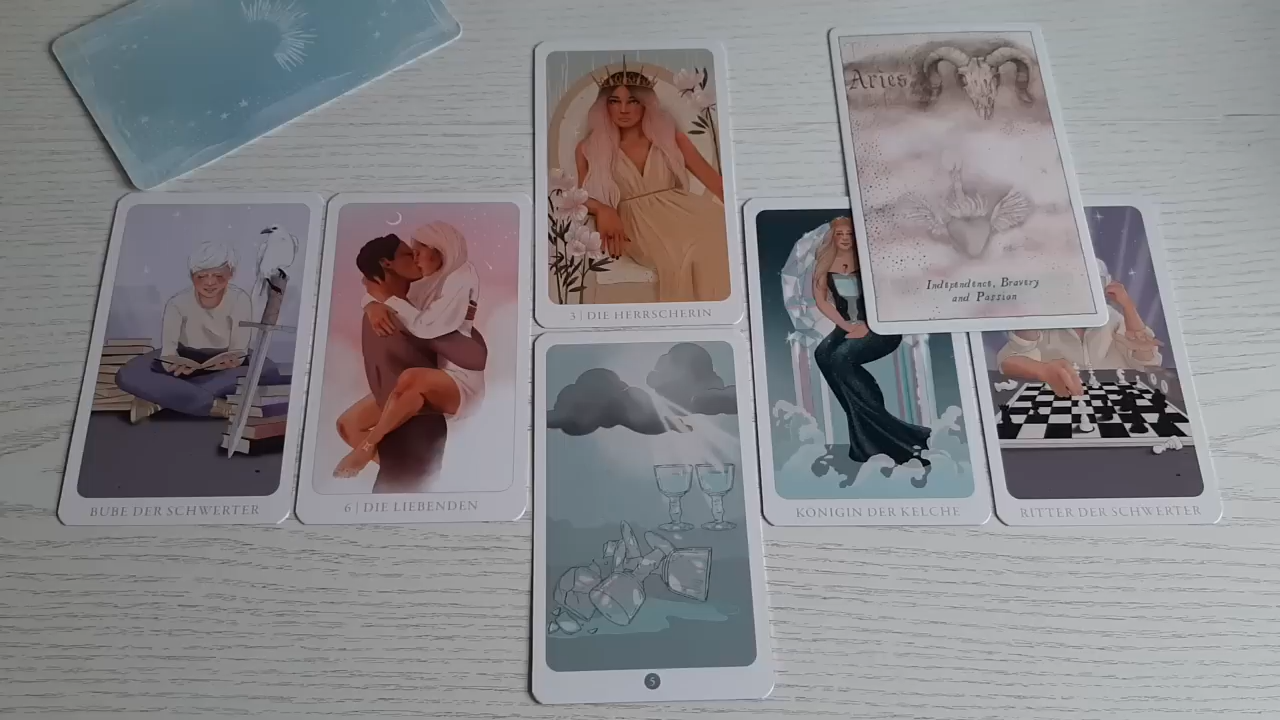 Aries
Independence, Bravery
and Passion
3 | DIE HERRSCHERIN
BUBE DER SCHWERTER
6 | DIE LIEBENDEN
KÖNIGIN DER KELCHE
RITTER DER SCHWERTER
5